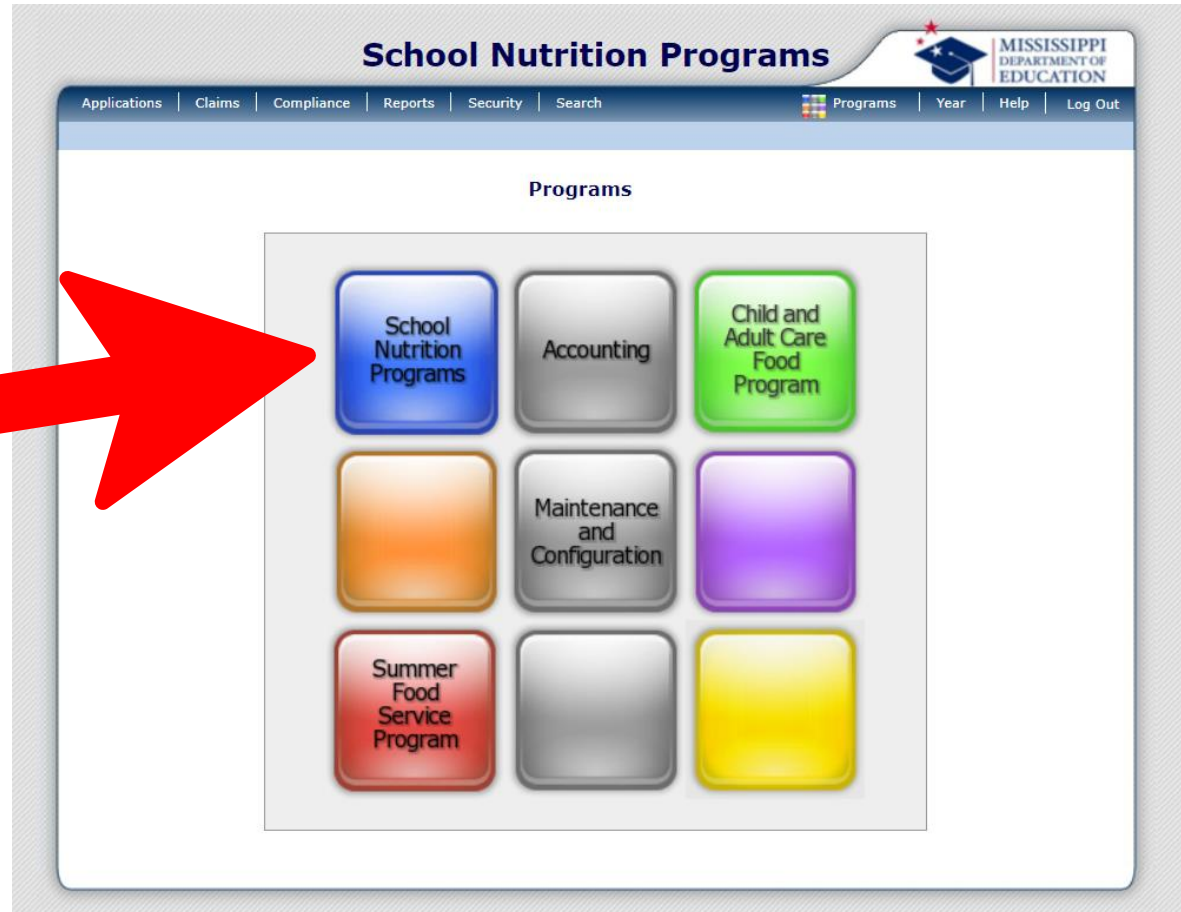 School Nutrition Programs
MISSISSIPPI
DEPARTMENT OF
EDUCATION
Applications | Claims | Compliance | Reports | Security | Search Programs | Year | Help | Log Out
Programs
School
Nutrition
Programs
Accounting
Child and
Adult Care
Food
Program
Maintenance
and
Configuration
Summer
Food
Service
Program